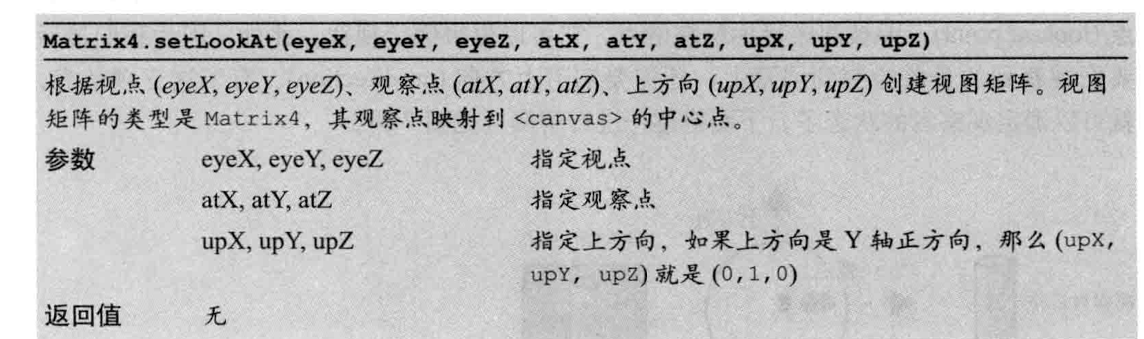 Matrix4.setLookAt(eyeX, eyeY, eyeZ, atX, atY, atZ, upX, upY, upZ)
根据视点 (eyeX, eyeY, eyeZ)、观察点 (atX, atY, atZ)、上方向 (upX, upY, upZ) 创建视图矩阵。视图
矩阵的类型是 Matrix4，其观察点映射到 <canvas> 的中心点。
参数 eyeX, eyeY, eyeZ 指定视点
atX, atY, atZ 指定观察点
upX, upY, upZ 指定上方向，如果上方向是 Y 轴正方向，那么 (upX,
upY, upZ) 就是 (0,1,0)
返回值 无